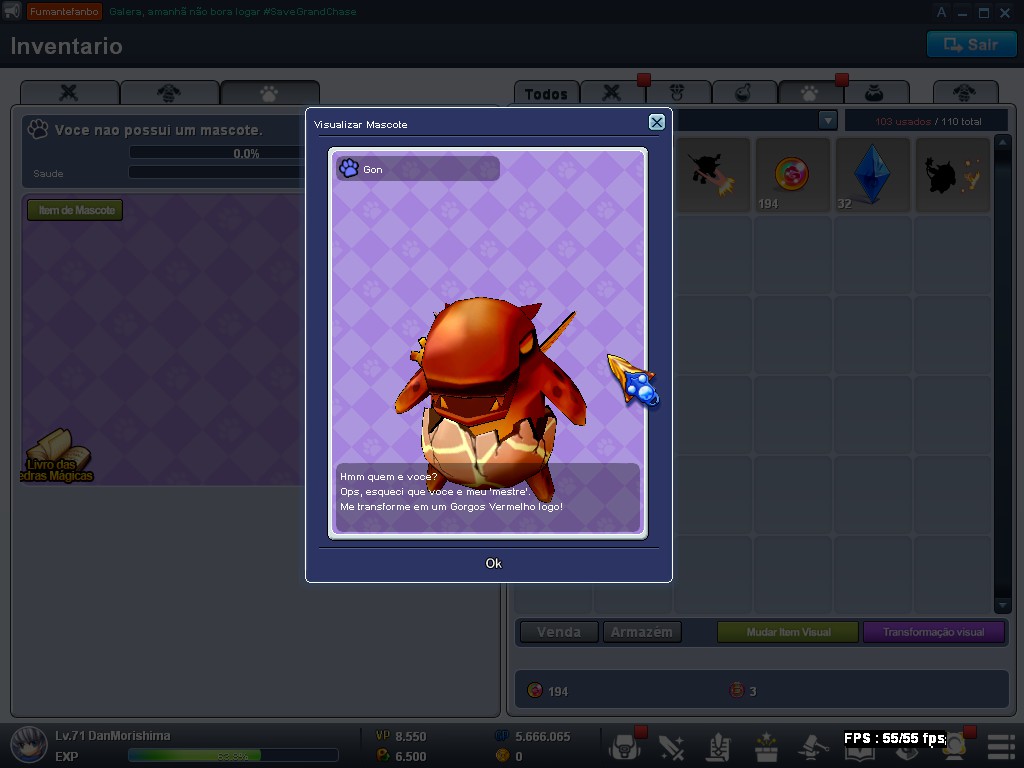 Fumantefanbo Galera, amanhã não bora logar #SaveGrandChase
A
Inventario
Sair
Todos
Voce nao possui um mascote.
0.0%
Saude
Item de Mascote
Livro das
edras Mágicas
Visualizar Mascote
Gon
Hmm quem e voce?
Ops, esqueci que voce e meu 'mestre'.
Me transforme em um Gorgos Vermelho logo!
Ok
103 usados / 110 total
194
32
Venda
Armazém
Mudar Item Visual
Transformação visual
194
3
Lv.71 DanMorishima
EXP
VP 8.550
6.500
5.666.065
0
FPS : 55/55 fps